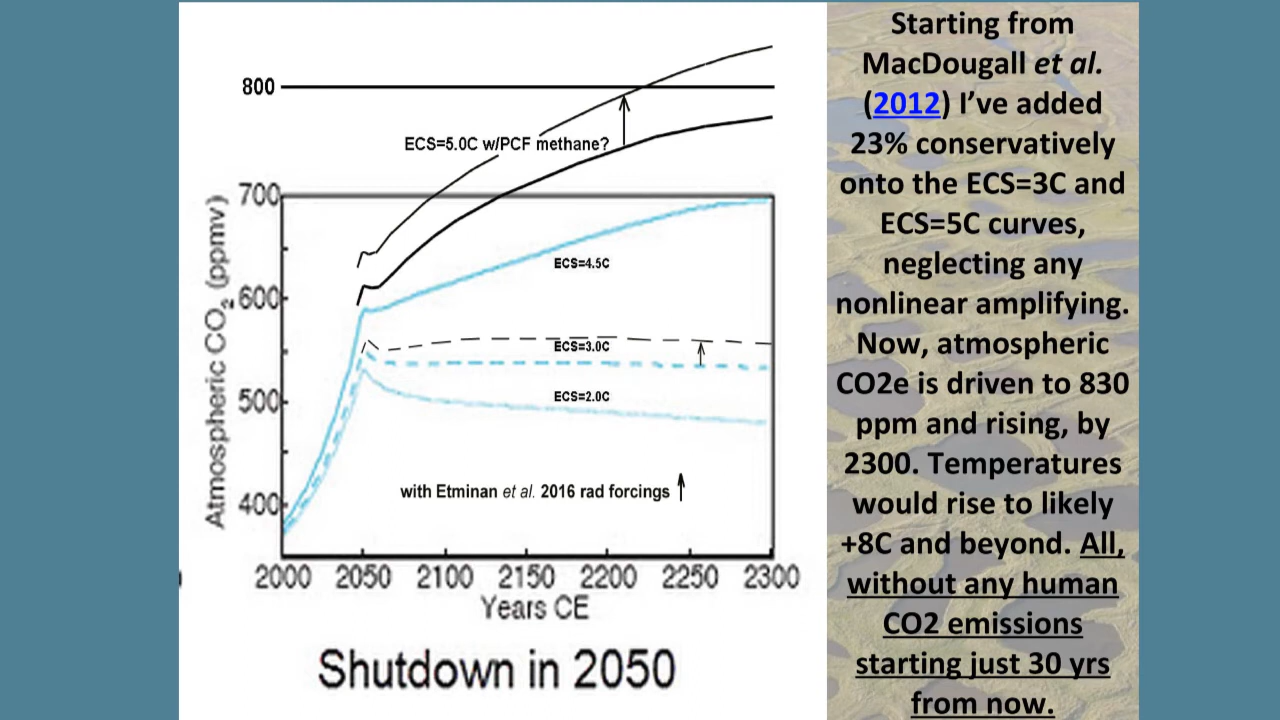 800
ECS=5.0C w/PCF methane?
700
ECS=4.5C
600
ECS=3.0C
500
ECS=2.0C
with Etminan et al. 2016 rad forcings
400
Atmospheric CO2 (ppmv)
2000 2050 2100 2150 2200 2250 2300
Years CE
Shutdown in 2050
Starting from
MacDougall et al.
(2012) I’ve added
23% conservatively
onto the ECS=3C and
ECS=5C curves,
neglecting any
nonlinear amplifying.
Now, atmospheric
CO2e is driven to 830
ppm and rising, by
2300. Temperatures
would rise to likely
+8C and beyond. All,
without any human
CO2 emissions
starting just 30 yrs
from now.